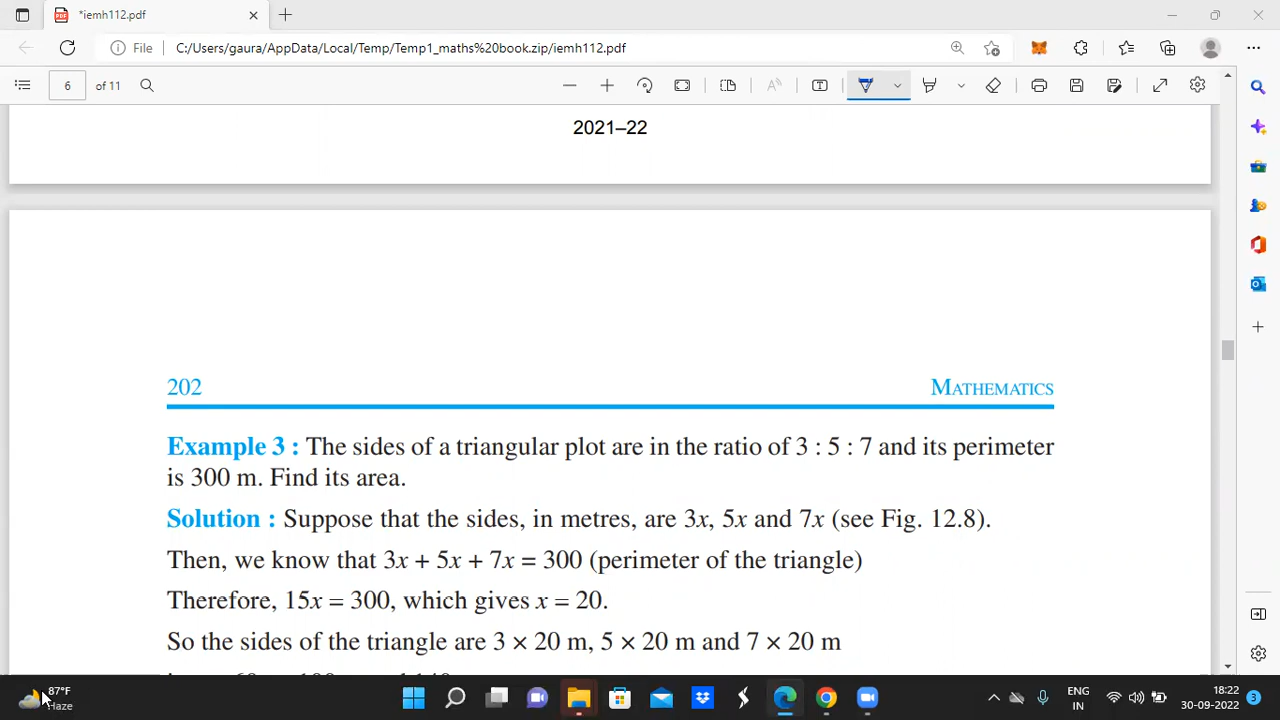 *iemh112.pdf
File C:/Users/gaura/AppData/Local/Temp/Temp1_maths%20book.zip/iemh112.pdf
6 of 11
2021–22
202 MATHEMATICS
Example 3 : The sides of a triangular plot are in the ratio of 3 : 5 : 7 and its perimeter
is 300 m. Find its area.
Solution : Suppose that the sides, in metres, are 3x, 5x and 7x (see Fig. 12.8).
Then, we know that 3x + 5x + 7x = 300 (perimeter of the triangle)
Therefore, 15x = 300, which gives x = 20.
So the sides of the triangle are 3 × 20 m, 5 × 20 m and 7 × 20 m
87°F
Haze
ENG
IN
18:22
30-09-2022
3